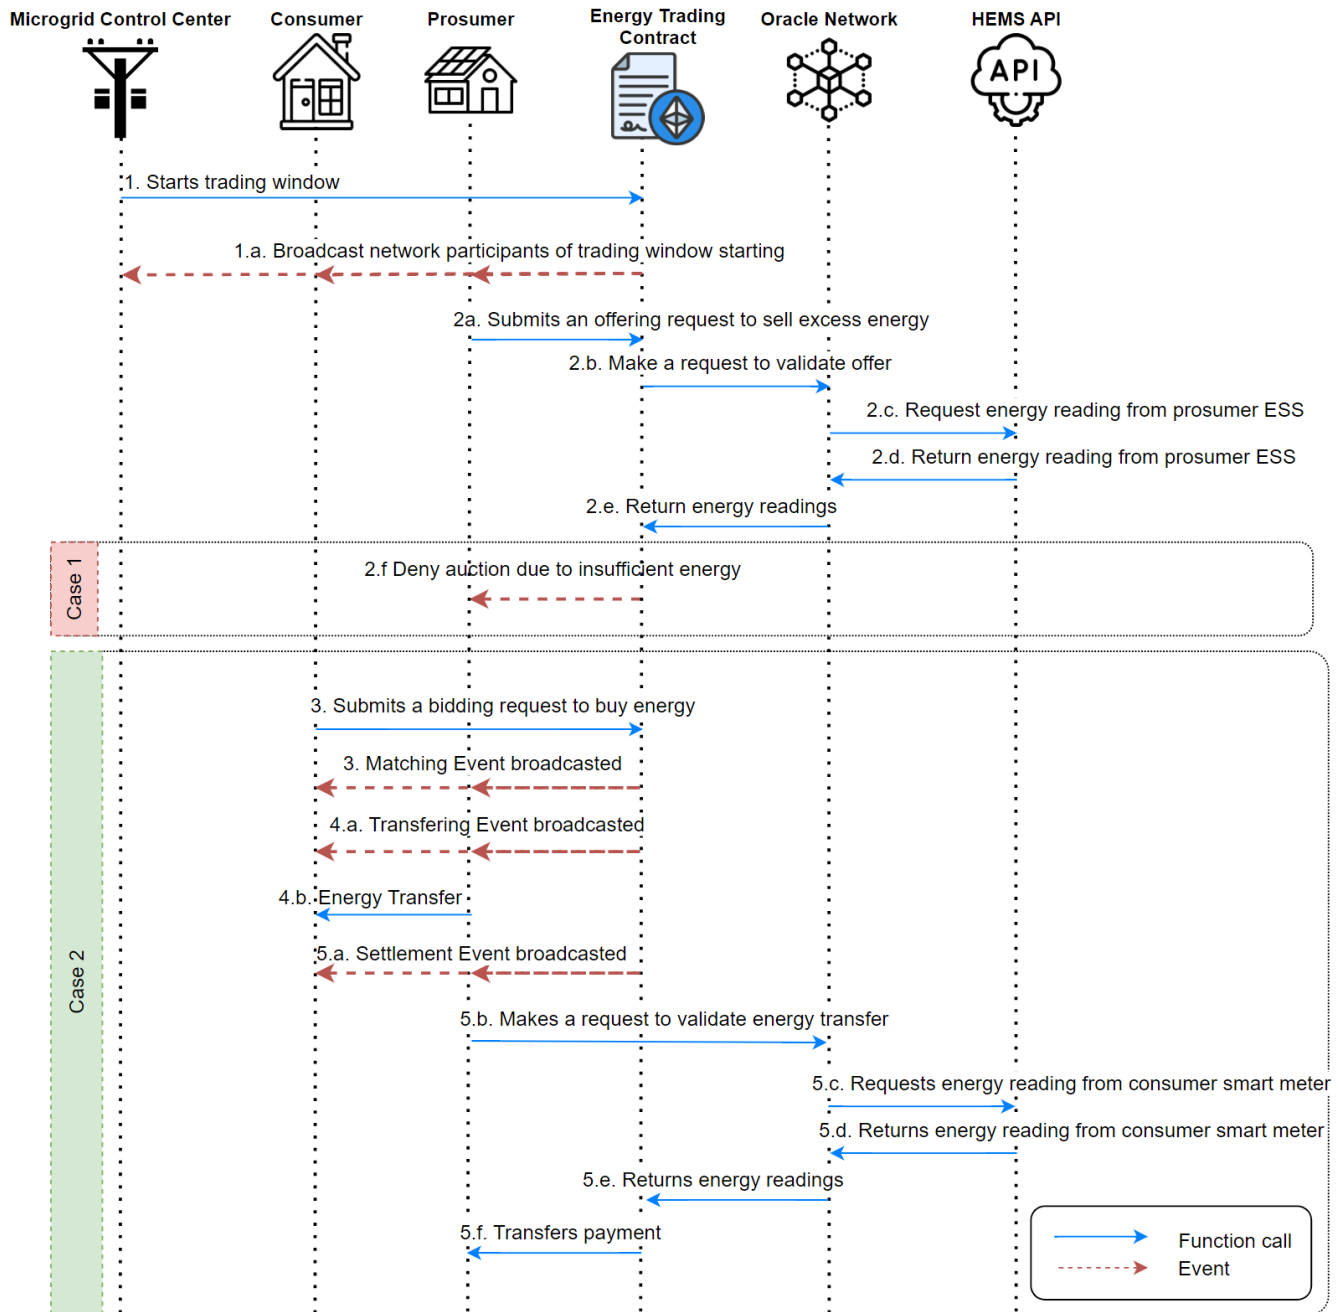 Microgrid Control Center
Consumer
Prosumer
Energy Trading
Contract
Oracle Network
HEMS API
API
1. Starts trading window
1.a. Broadcast network participants of trading window starting
2a. Submits an offering request to sell excess energy
2.b. Make a request to validate offer
2.c. Request energy reading from prosumer ESS
2.d. Return energy reading from prosumer ESS
2.e. Return energy readings
Case 1
2.f Deny auction due to insufficient energy
Case 2
3. Submits a bidding request to buy energy
3. Matching Event broadcasted
4.a. Transfering Event broadcasted
4.b. Energy Transfer
5.a. Settlement Event broadcasted
5.b. Makes a request to validate energy transfer
5.c. Requests energy reading from consumer smart meter
5.d. Returns energy reading from consumer smart meter
5.e. Returns energy readings
5.f. Transfers payment
Function call
Event